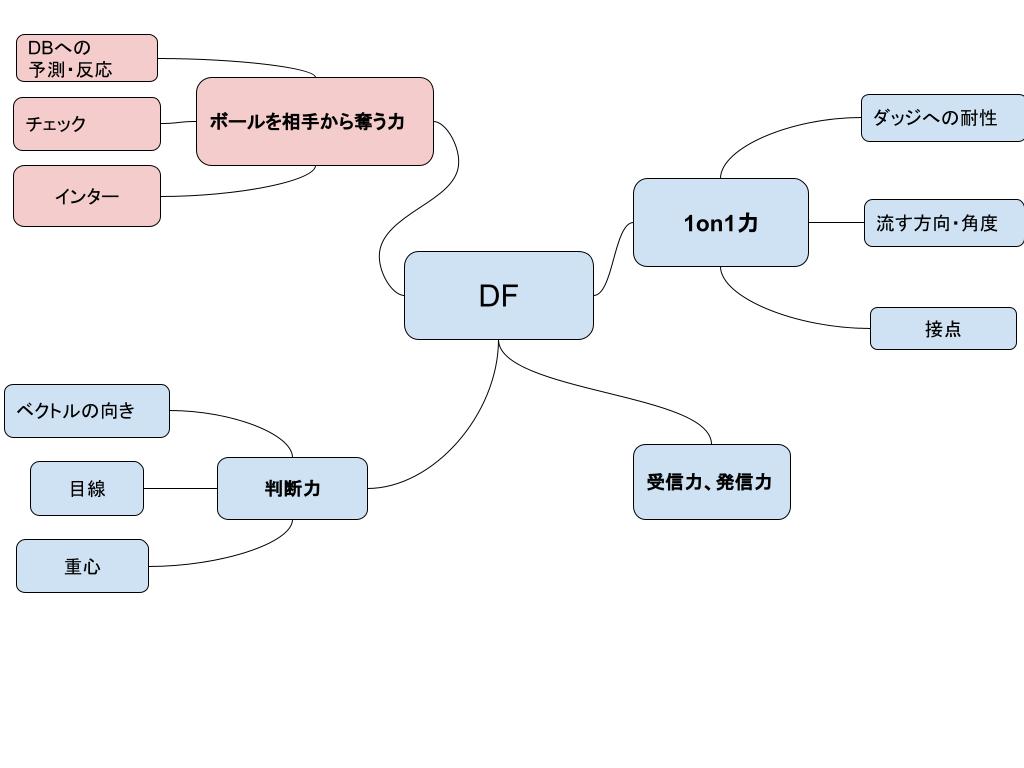 DBへの
予測・反応
チェック
インター
ボールを相手から奪う力
ダッジへの耐性
1on1力
流す方向・角度
接点
DF
ベクトルの向き
目線
重心
判断力
受信力、発信力